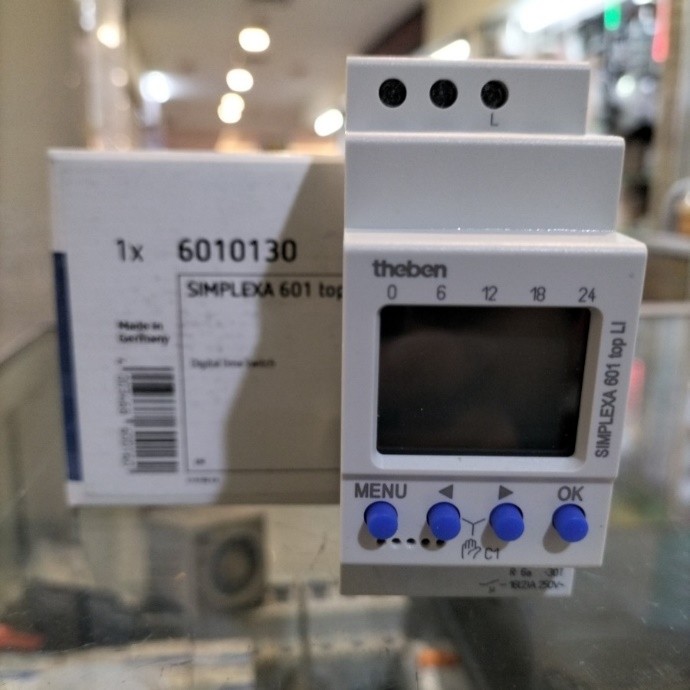 L
1x 6010130
SIMPLEXA 601 top
Made in
Germany
Digital time switch
theben
0 6 12 18 24
SIMPLEXA 601 top LI
MENU ◀ ▶ OK
C1